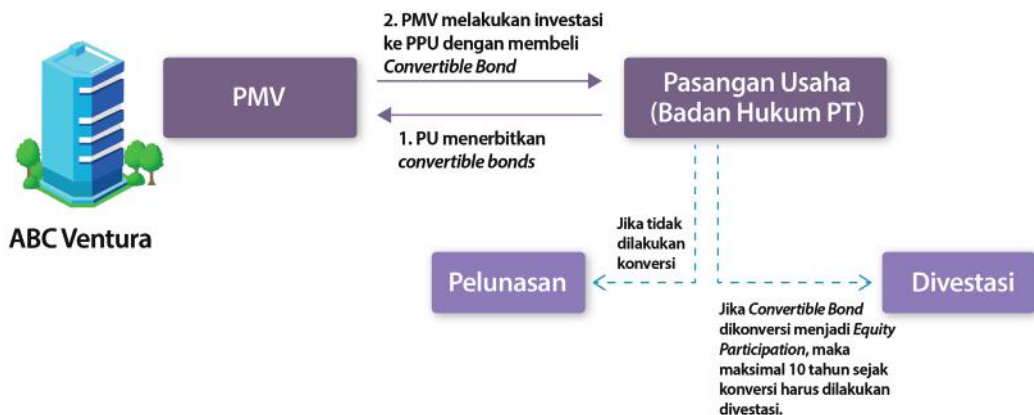 2. PMV melakukan investasi
ke PPU dengan membeli
Convertible Bond
PMV
Pasangan Usaha
(Badan Hukum PT)
1. PU menerbitkan
convertible bonds
ABC Ventura
Jika tidak
dilakukan
konversi
Pelunasan
Divestasi
Jika Convertible Bond
dikonversi menjadi Equity
Participation, maka
maksimal 10 tahun sejak
konversi harus dilakukan
divestasi.